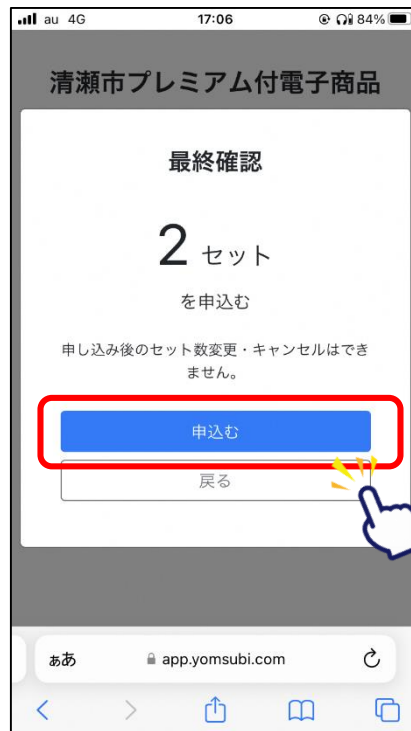 au 4G 17:06 84%
清瀬市プレミアム付電子商品
最終確認
2 セット
を申込む
申し込み後のセット数変更・キャンセルはでき
ません。
申込む
戻る
ぁあ app.yomsubi.com